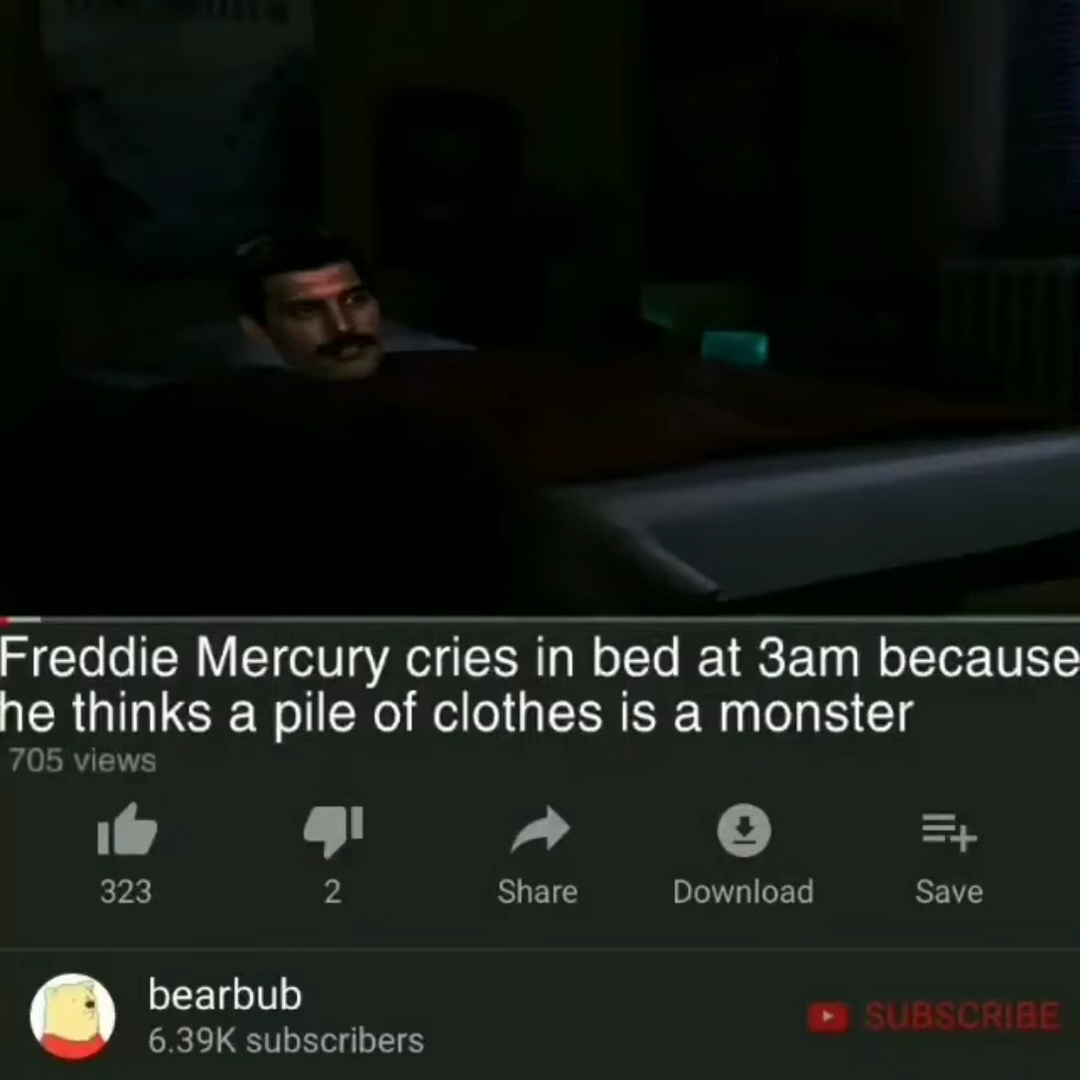 Freddie Mercury cries in bed at 3am because
he thinks a pile of clothes is a monster
705 views
323
2
Share
Download
Save
bearbub
6.39K subscribers
SUBSCRIBE